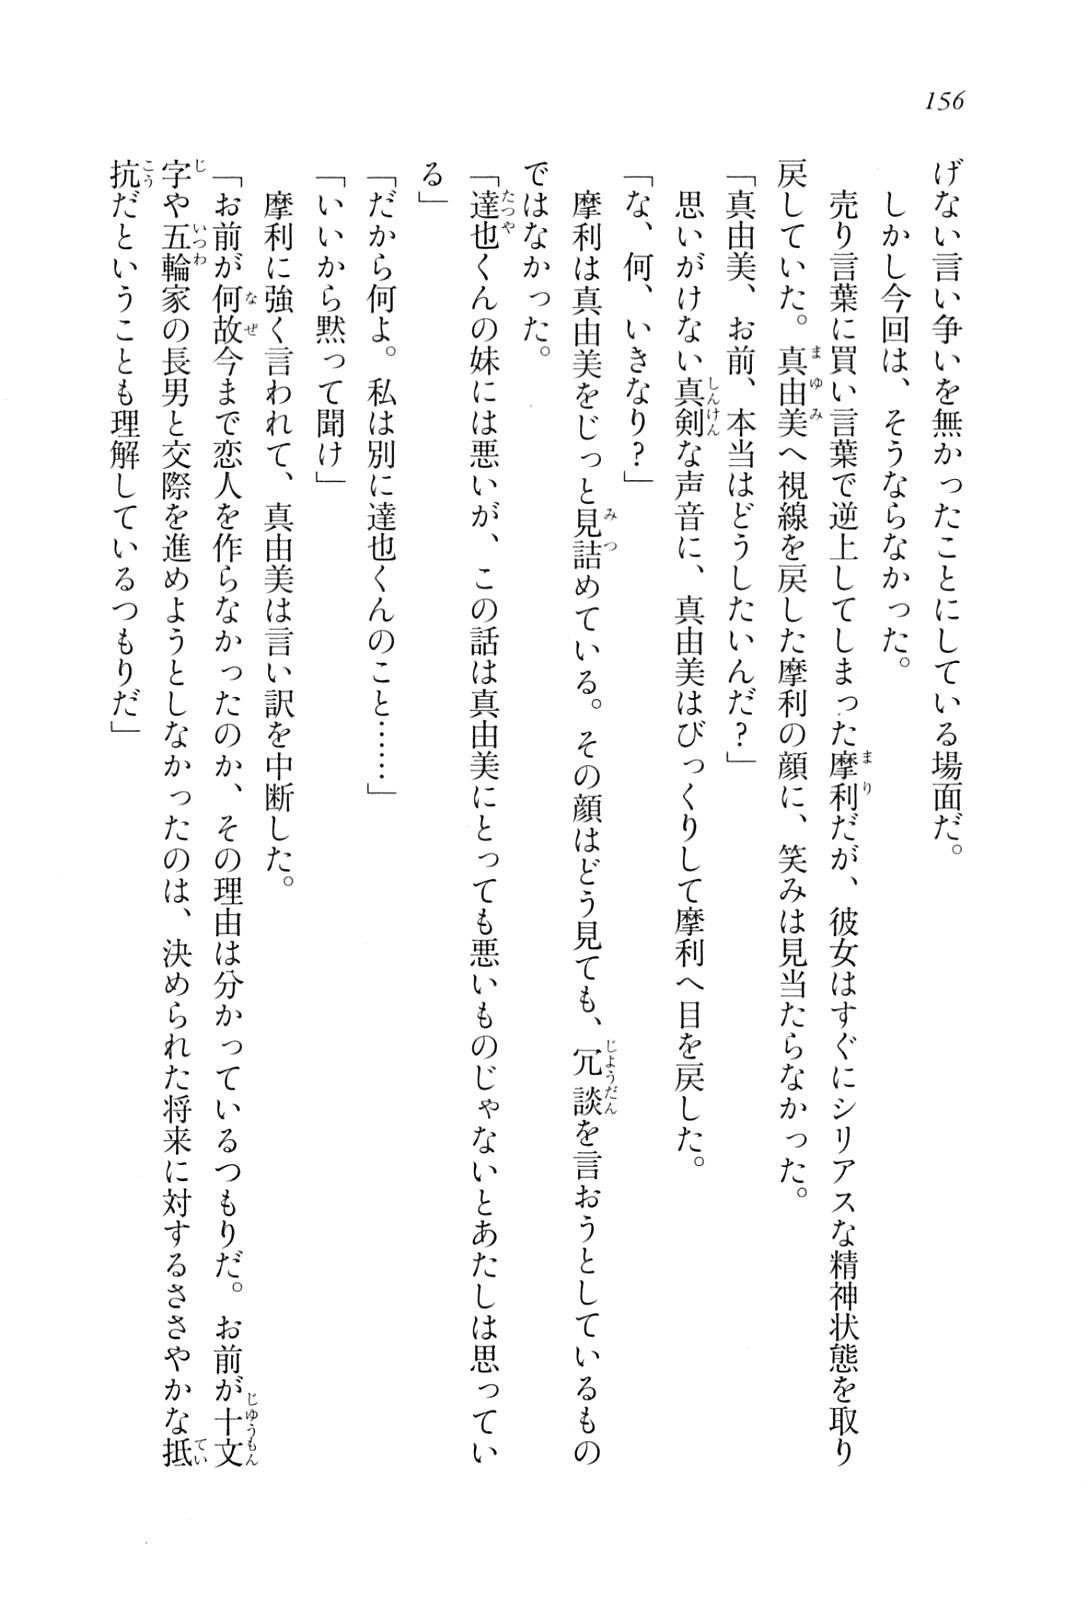 156
げない言い争いを無かったことにしている場面だ。
しかし今回は、そうならなかった。
売り言葉に買い言葉で逆上してしまった摩利だが、彼女はすぐにシリアスな精神状態を取り
戻していた。真由美へ視線を戻した摩利の顔に、笑みは見当たらなかった。
「真由美、お前、本当はどうしたいんだ？」
思いがけない真剣な声音に、真由美はびっくりして摩利へ目を戻した。
「な、何、いきなり？」
摩利は真由美をじっと見詰めている。その顔はどう見ても、冗談を言おうとしているもの
ではなかった。
「達也くんの妹には悪いが、この話は真由美にとっても悪いものじゃないとあたしは思ってい
る」
「だから何よ。私は別に達也くんのこと……」
「いいから黙って聞け」
摩利に強く言われて、真由美は言い訳を中断した。
「お前が何故今まで恋人を作らなかったのか、その理由は分かっているつもりだ。お前が十文
字や五輪家の長男と交際を進めようとしなかったのは、決められた将来に対するささやかな抵
抗だということも理解しているつもりだ」